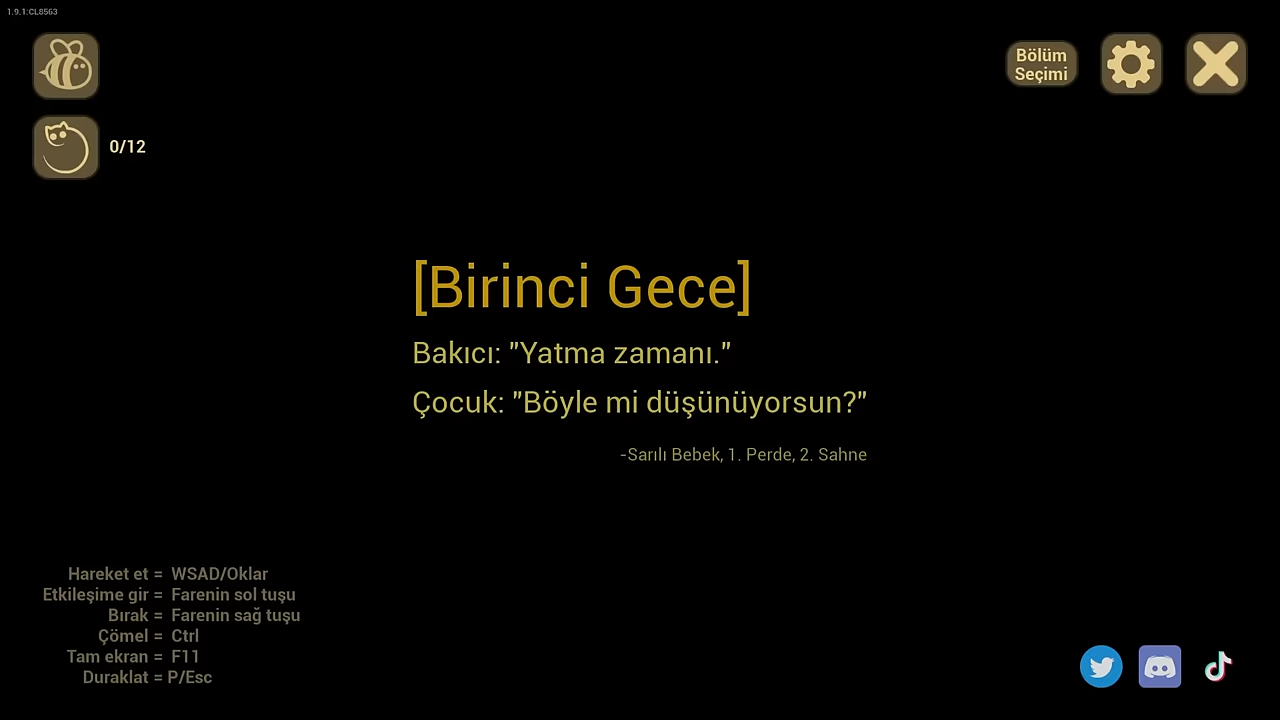 1.9.1:CL8563
Bölüm
Seçimi
0/12
[Birinci Gece]
Bakıcı: "Yatma zamanı."
Çocuk: "Böyle mi düşünüyorsun?"
-Sarılı Bebek, 1. Perde, 2. Sahne
Hareket et = WSAD/Oklar
Etkileşime gir = Farenin sol tuşu
Bırak = Farenin sağ tuşu
Çömel = Ctrl
Tam ekran = F11
Duraklat = P/Esc